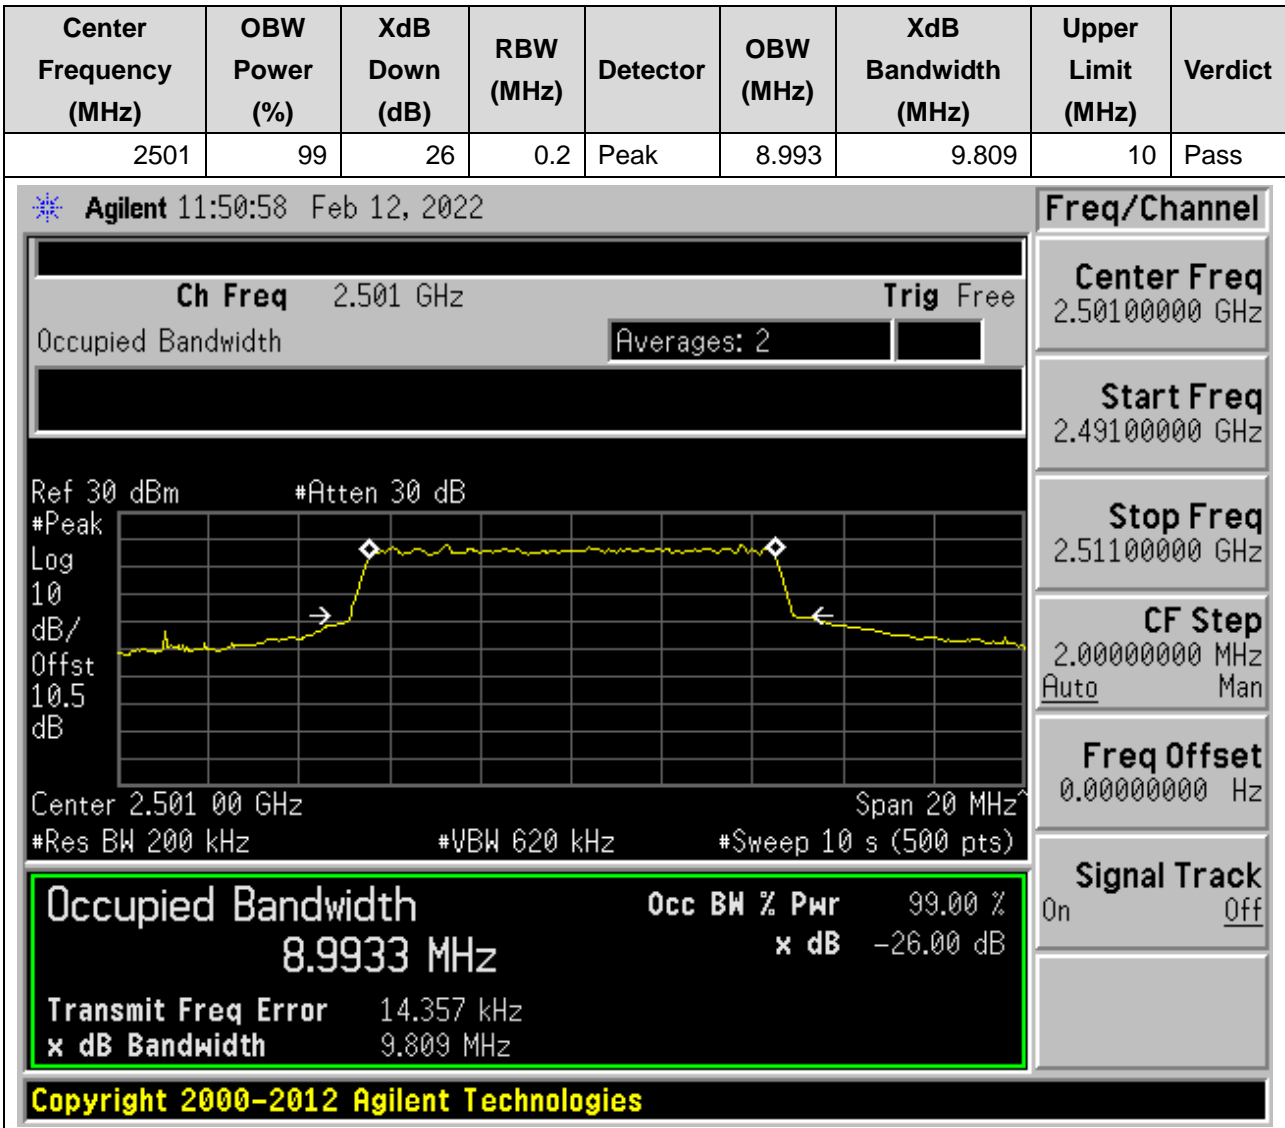 Center Frequency (MHz) OBW Power (%) XdB Down (dB) RBW (MHz) Detector OBW (MHz) XdB Bandwidth (MHz) Upper Limit (MHz) Verdict
2501 99 26 0.2 Peak 8.993 9.809 10 Pass
Agilent 11:50:58 Feb 12, 2022
Freq/Channel
Ch Freq 2.501 GHz Trig Free
Occupied Bandwidth Averages: 2
Center Freq
2.50100000 GHz
Start Freq
2.49100000 GHz
Stop Freq
2.51100000 GHz
CF Step
2.00000000 MHz
Auto Man
Freq Offset
0.00000000 Hz
Signal Track
On Off
Ref 30 dBm #Atten 30 dB
#Peak
Log
10
dB/
Offst
10.5
dB
Center 2.501 00 GHz Span 20 MHz^
#Res BW 200 kHz #VBW 620 kHz #Sweep 10 s (500 pts)
Occupied Bandwidth Occ BW % Pwr 99.00 %
8.9933 MHz x dB -26.00 dB
Transmit Freq Error 14.357 kHz
x dB Bandwidth 9.809 MHz
Copyright 2000-2012 Agilent Technologies